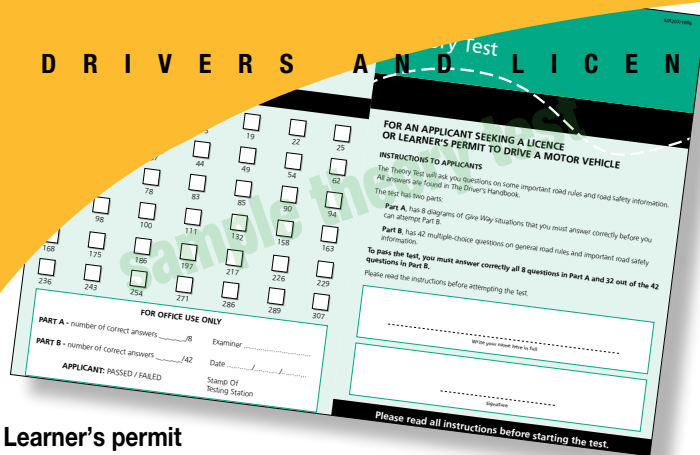 DRIVERS AND LICEN
Theory Test
19 22 25
44 49 54 62
78 83 85 90 94
98 100 111 132 158 163
168 175 186 197 217 226 229
236 243 254 271 286 289 307
sample theory test
FOR OFFICE USE ONLY
PART A - number of correct answers ______/8 Examiner ........................
PART B - number of correct answers ______/42 Date ........../........../..........
APPLICANT: PASSED / FAILED Stamp Of
Testing Station
FOR AN APPLICANT SEEKING A LICENCE
OR LEARNER'S PERMIT TO DRIVE A MOTOR VEHICLE
INSTRUCTIONS TO APPLICANTS
The Theory Test will ask you questions on some important road rules and road safety information.
All answers are found in The Driver's Handbook.
The test has two parts:
Part A, has 8 diagrams of Give Way situations that you must answer correctly before you
can attempt Part B.
Part B, has 42 multiple-choice questions on general road rules and important road safety
information.
To pass the test, you must answer correctly all 8 questions in Part A and 32 out of the 42
questions in Part B.
Please read the instructions before attempting the test.
Write your name here in full
Signature
Please read all instructions before starting the test.
Learner's permit